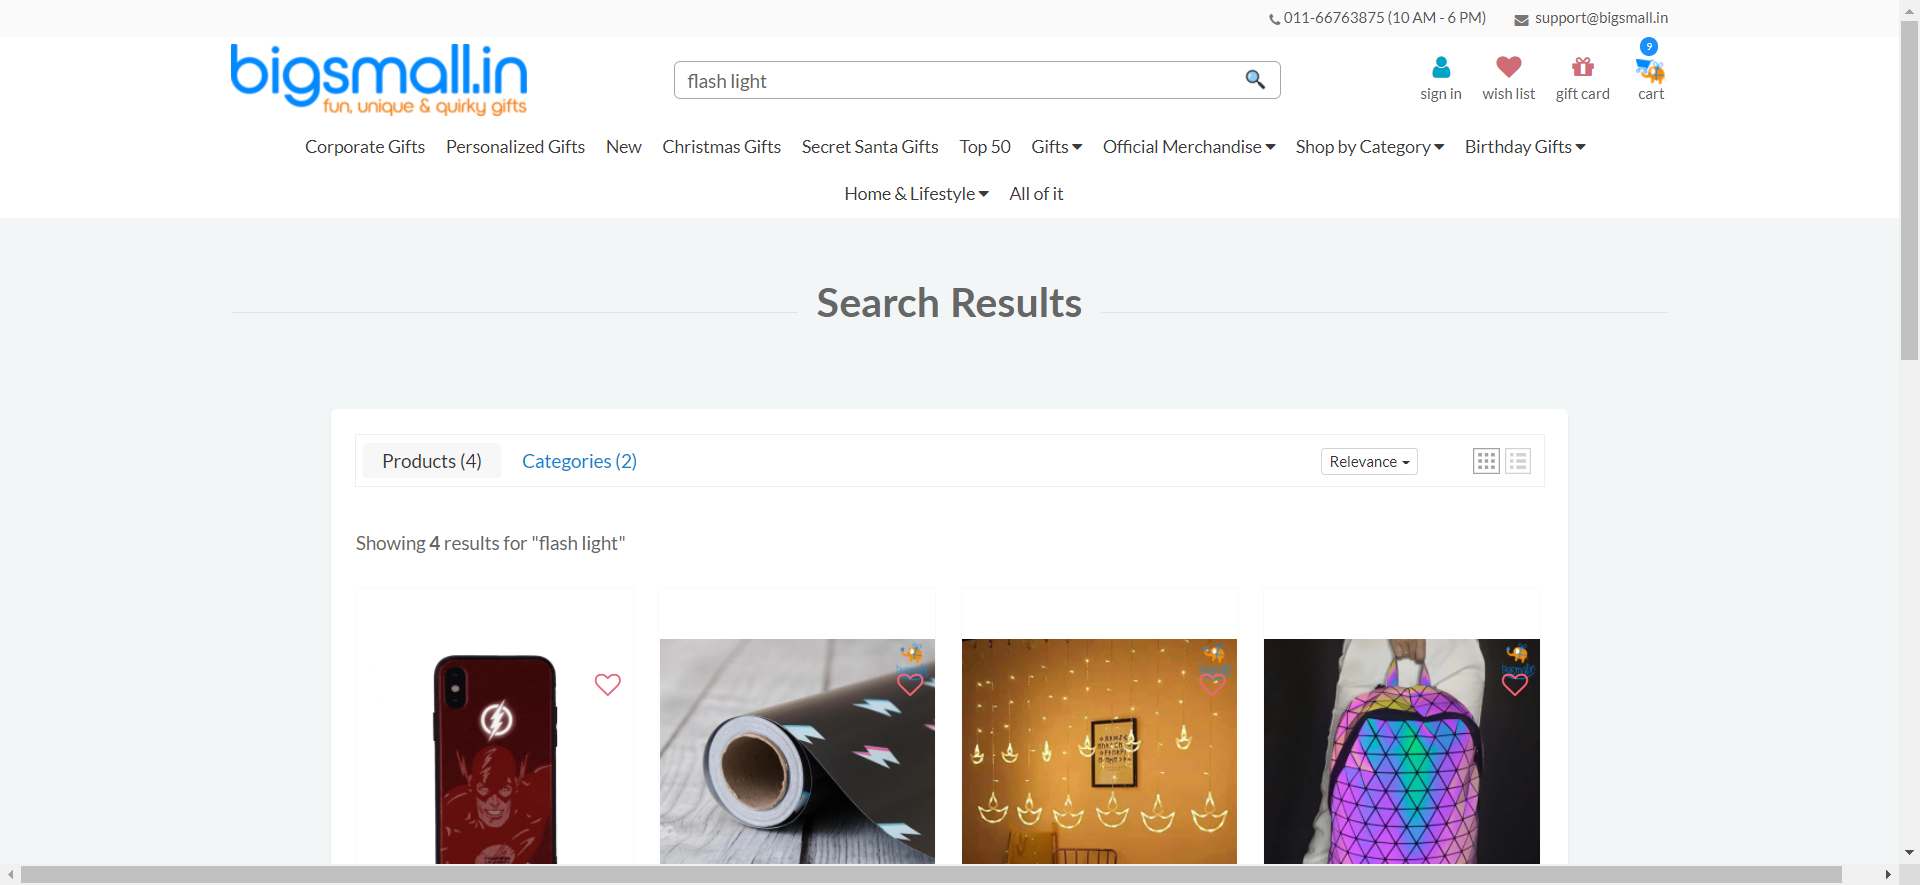 011-66763875 (10 AM - 6 PM)
support@bigsmall.in
bigsmall.in
fun, unique & quirky gifts
flash light
9
sign in
wish list
gift card
cart
Corporate Gifts
Personalized Gifts
New
Christmas Gifts
Secret Santa Gifts
Top 50
Gifts
Official Merchandise
Shop by Category
Birthday Gifts
Home & Lifestyle
All of it
Search Results
Products (4)
Categories (2)
Relevance
Showing 4 results for "flash light"